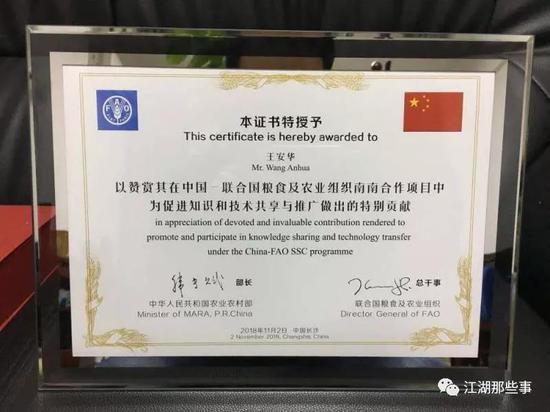 FAO
本证书特授予
This certificate is hereby awarded to
王安华
Mr. Wang Anhua
以赞赏其在中国－联合国粮食及农业组织南南合作项目中
为促进知识和技术共享与推广做出的特别贡献
in appreciation of devoted and invaluable contribution rendered to
promote and participate in knowledge sharing and technology transfer
under the China-FAO SSC programme
部长
总干事
中华人民共和国农业农村部
联合国粮食及农业组织
Minister of MARA, P.R.China
Director General of FAO
2018年11月2日 · 中国长沙
2 November 2018, Changsha, China
江湖那些事